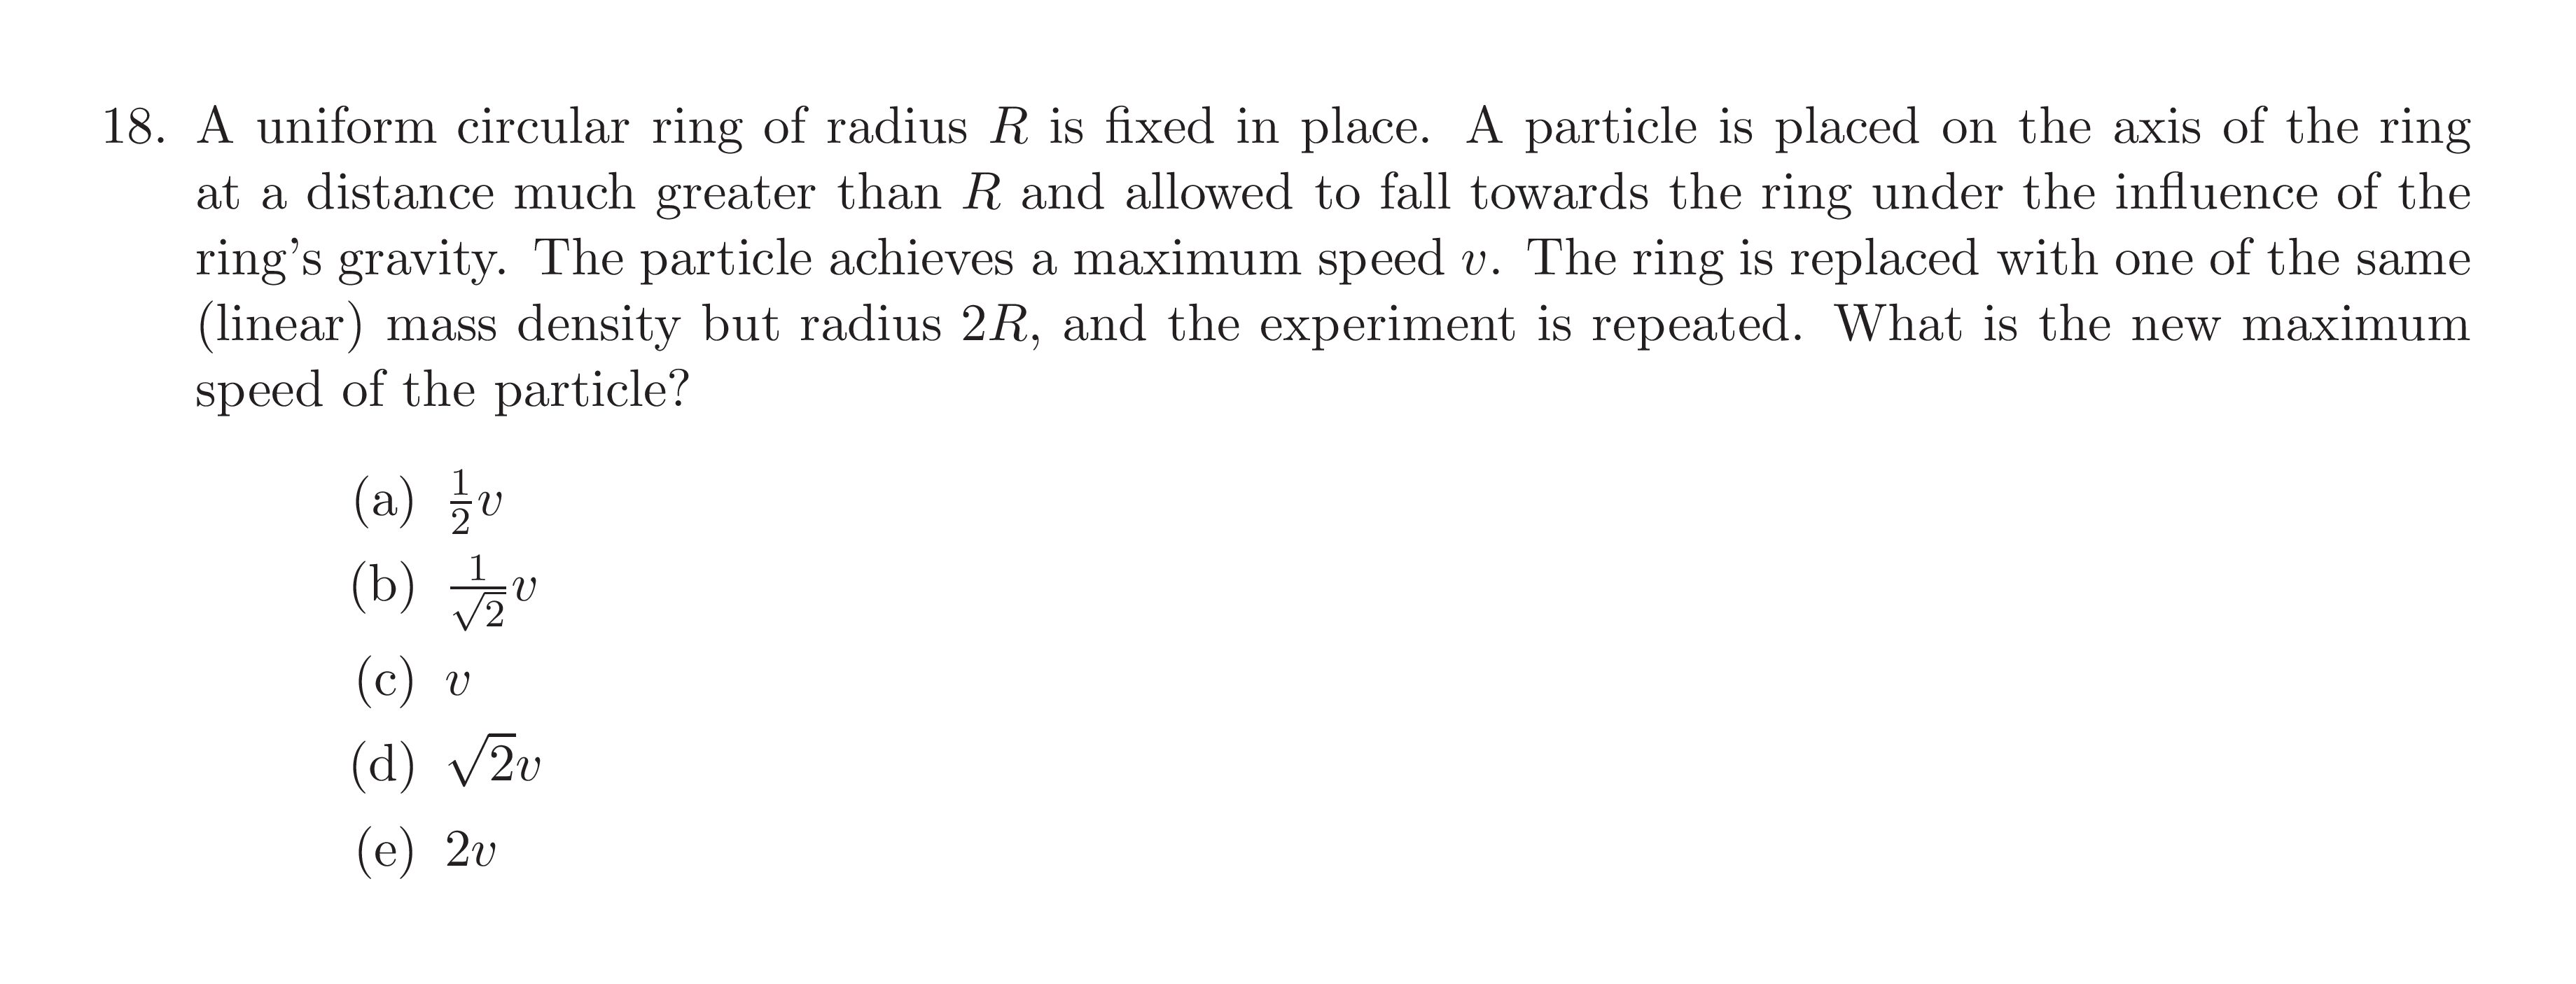 18. A uniform circular ring of radius R is fixed in place. A particle is placed on the axis of the ring
at a distance much greater than R and allowed to fall towards the ring under the influence of the
ring's gravity. The particle achieves a maximum speed v. The ring is replaced with one of the same
(linear) mass density but radius 2R, and the experiment is repeated. What is the new maximum
speed of the particle?
(a) $\frac{1}{2}v$
(b) $\frac{1}{\sqrt{2}}v$
(c) $v$
(d) $\sqrt{2}v$
(e) $2v$